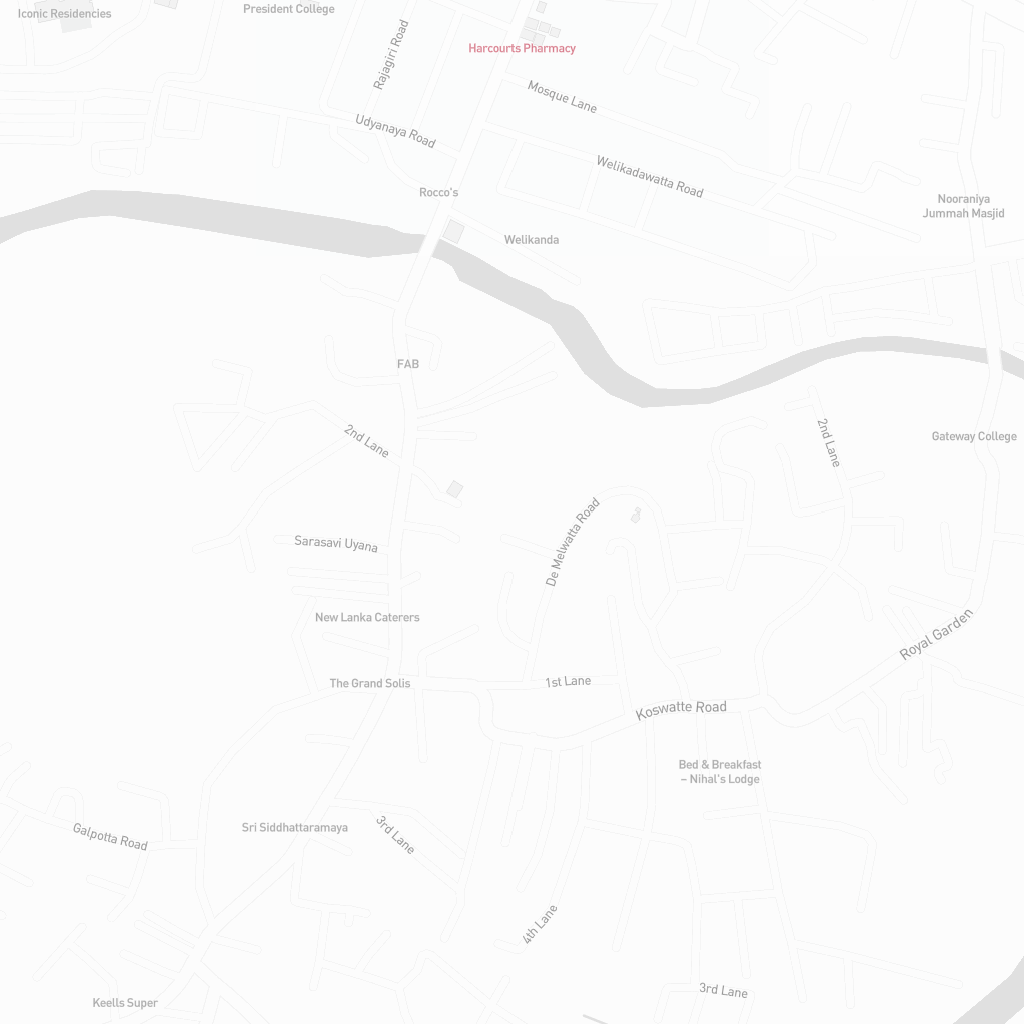 President College
Iconic Residencies
Harcourts Pharmacy
Rajagiri Road
Mosque Lane
Udyanaya Road
Welikadawatta Road
Rocco's
Nooraniya
Jummah Masjid
Welikanda
FAB
2nd Lane
2nd Lane
Gateway College
De Melwatta Road
Sarasavi Uyana
New Lanka Caterers
Royal Garden
The Grand Solis
1st Lane
Koswatte Road
Bed & Breakfast
– Nihal's Lodge
Sri Siddhattaramaya
3rd Lane
Galpotta Road
4th Lane
3rd Lane
Keells Super